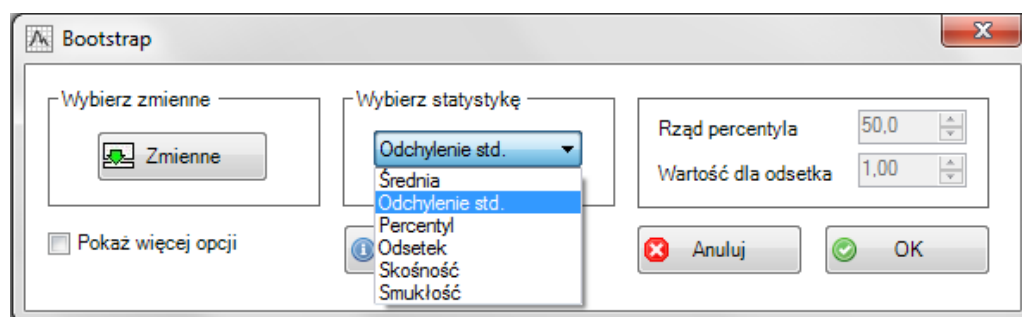 Bootstrap
Wybierz zmienne
Zmienne
Pokaż więcej opcji
Wybierz statystykę
Odchylenie std.
Średnia
Odchylenie std.
Percentyl
Odsetek
Skośność
Smukłość
Rząd percentyla 50,0
Wartość dla odsetka 1,00
Anuluj
OK